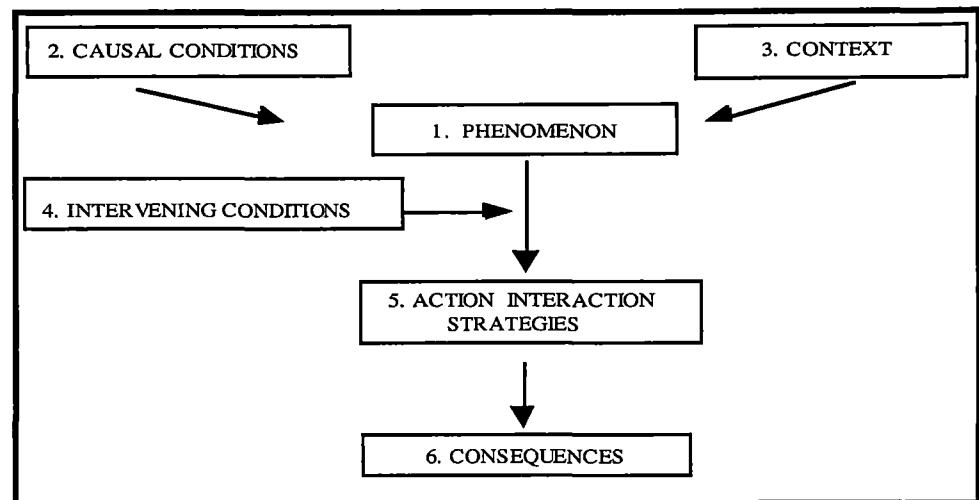 2. CAUSAL CONDITIONS
3. CONTEXT
1. PHENOMENON
4. INTERVENING CONDITIONS
5. ACTION INTERACTION
STRATEGIES
6. CONSEQUENCES